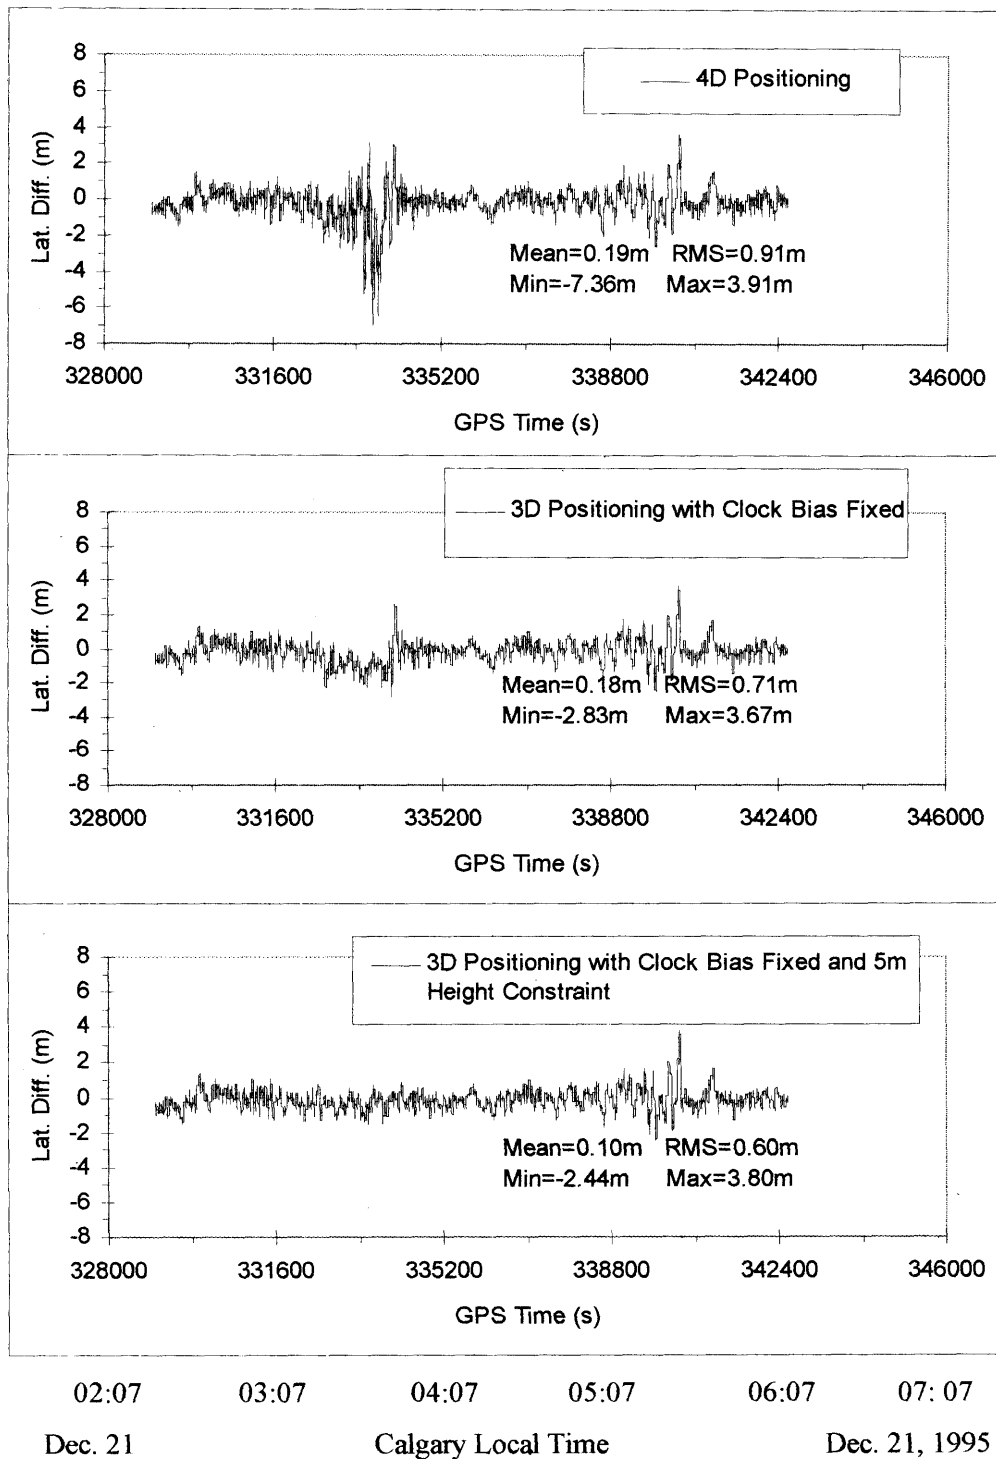 8
4D Positioning
6
4
2
0
-2
-4
-6
-8
Lat. Diff. (m)
Mean=0.19m RMS=0.91m
Min=-7.36m Max=3.91m
328000 331600 335200 338800 342400 346000
GPS Time (s)
8
3D Positioning with Clock Bias Fixed
6
4
2
0
-2
-4
-6
-8
Lat. Diff. (m)
Mean=0.18m RMS=0.71m
Min=-2.83m Max=3.67m
328000 331600 335200 338800 342400 346000
GPS Time (s)
8
3D Positioning with Clock Bias Fixed and 5m
Height Constraint
6
4
2
0
-2
-4
-6
-8
Lat. Diff. (m)
Mean=0.10m RMS=0.60m
Min=-2.44m Max=3.80m
328000 331600 335200 338800 342400 346000
GPS Time (s)
02:07 03:07 04:07 05:07 06:07 07: 07
Dec. 21 Calgary Local Time Dec. 21, 1995